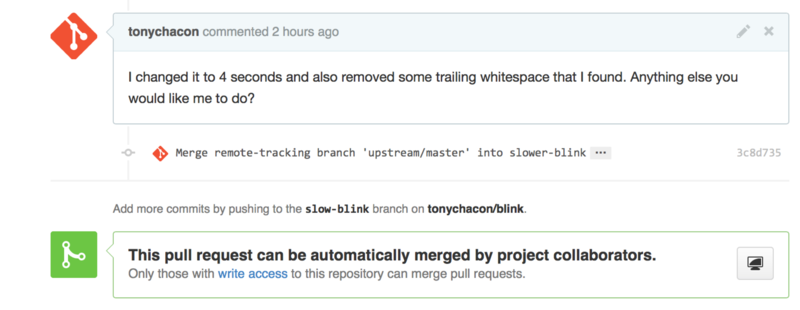 tonychacon commented 2 hours ago
I changed it to 4 seconds and also removed some trailing whitespace that I found. Anything else you
would like me to do?
Merge remote-tracking branch 'upstream/master' into slower-blink ... 3c8d735
Add more commits by pushing to the slow-blink branch on tonychacon/blink.
This pull request can be automatically merged by project collaborators.
Only those with write access to this repository can merge pull requests.